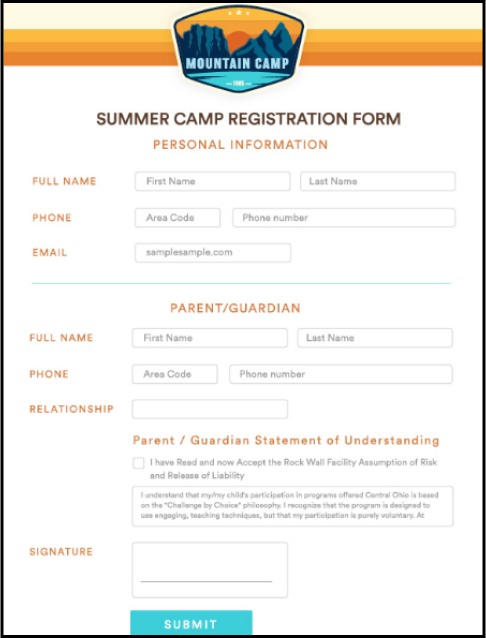 MOUNTAIN CAMP
SUMMER CAMP REGISTRATION FORM
PERSONAL INFORMATION
FULL NAME First Name Last Name
PHONE Area Code Phone number
EMAIL samplesample.com
PARENT/GUARDIAN
FULL NAME First Name Last Name
PHONE Area Code Phone number
RELATIONSHIP
Parent / Guardian Statement of Understanding
I have Read and now Accept the Rock Wall Facility Assumption of Risk
and Release of Liability
I understand that my/my child's participation in programs offered Central Ohio is based
on the "Challenge by Choice" philosophy. I recognize that the program is designed to
use engaging, teaching techniques, but that my participation is purely voluntary. At
SIGNATURE
SUBMIT